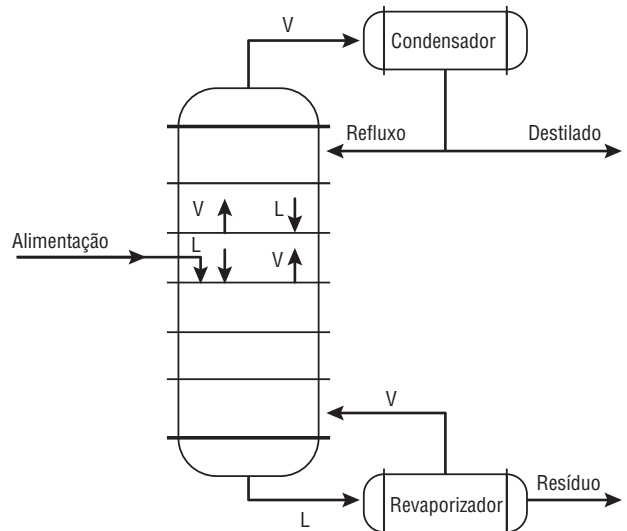 V
Condensador
Refluxo
Destilado
V
L
Alimentação
L
V
V
Resíduo
L
Revaporizador